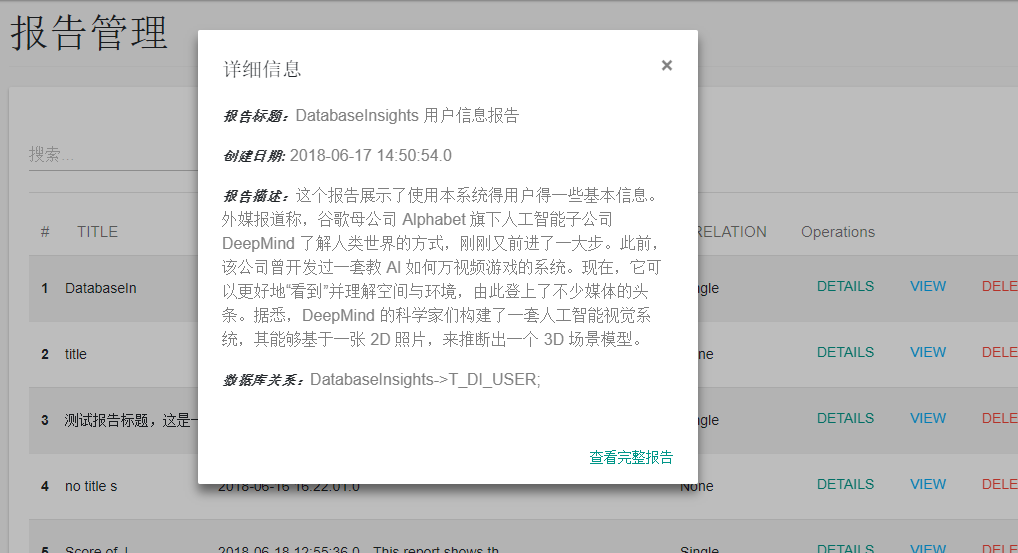 报告管理
详细信息
×
报告标题：DatabaseInsights 用户信息报告
创建日期: 2018-06-17 14:50:54.0
报告描述：这个报告展示了使用本系统得用户得一些基本信息。
外媒报道称，谷歌母公司 Alphabet 旗下人工智能子公司
DeepMind 了解人类世界的方式，刚刚又前进了一大步。此前，
该公司曾开发过一套教 AI 如何万视频游戏的系统。现在，它可
以更好地“看到”并理解空间与环境，由此登上了不少媒体的头
条。据悉，DeepMind 的科学家们构建了一套人工智能视觉系
统，其能够基于一张 2D 照片，来推断出一个 3D 场景模型。
数据库关系：DatabaseInsights->T_DI_USER;
查看完整报告
搜索...
# TITLE RELATION Operations
1 DatabaseIn ngle DETAILS VIEW DELE
2 title ne DETAILS VIEW DELE
3 测试报告标题，这是一 ngle DETAILS VIEW DELE
4 no title s 2018-06-16 16:22:01.0 None DETAILS VIEW DELE
5 Score of J 2018-06-18 12:55:36.0 This report shows th Single DETAILS VIEW DELE